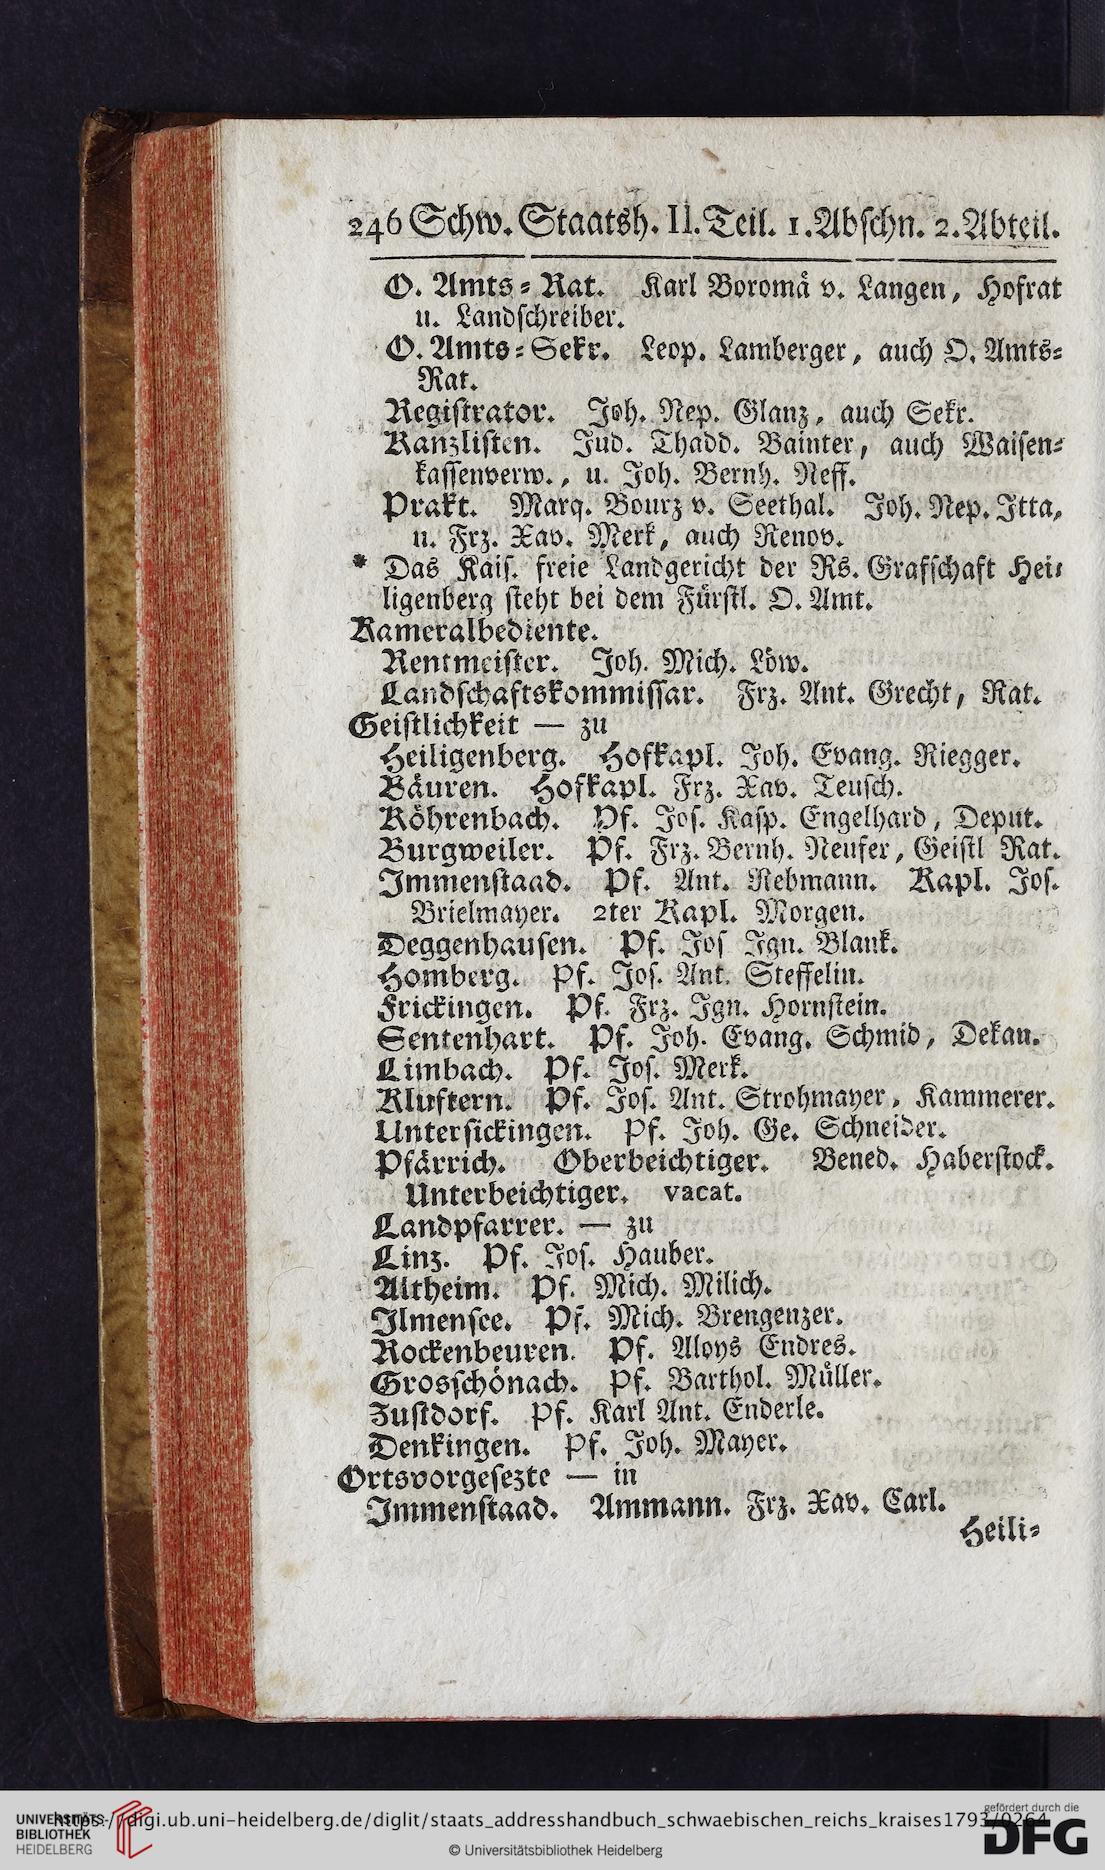 246 Schw. Staatsh. II. Teil. 1. Abschn. 2. Abteil.
O. Amts-Rat. Karl Boromä v. Langen, Hofrat
u. Landschreiber.
O. Amts-Sekr. Leop. Lamberger, auch O. Amts-
Rat.
Registrator. Joh. Nep. Glanz, auch Sekr.
Kanzlisten. Jud. Thadd. Bainter, auch Waisen-
kassenverw., u. Joh. Bernh. Neff.
Prakt. Marq. Bourz v. Seethal. Joh. Nep. Itta,
u. Frz. Xav. Merk, auch Renov.
* Das Kais. freie Landgericht der Rs. Grafschaft Hei-
ligenberg steht bei dem Fürstl. O. Amt.
Kameralbediente.
Rentmeister. Joh. Mich. Löw.
Landschaftskommissar. Frz. Ant. Grecht, Rat.
Geistlichkeit — zu
Heiligenberg. Hofkapl. Joh. Evang. Riegger.
Bäuren. Hofkapl. Frz. Xav. Teusch.
Röhrenbach. Pf. Jos. Kasp. Engelhard, Deput.
Burgweiler. Pf. Frz. Bernh. Neufer, Geistl Rat.
Immenstaad. Pf. Ant. Rebmann. Kapl. Jos.
Brielmayer. 2ter Kapl. Morgen.
Deggenhausen. Pf. Jos Ign. Blank.
Homberg. Pf. Jos. Ant. Steffelin.
Frickingen. Pf. Frz. Ign. Hornstein.
Sentenhart. Pf. Joh. Evang. Schmid, Dekan.
Limbach. Pf. Jos. Merk.
Kluftern. Pf. Jos. Ant. Strohmayer, Kammerer.
Untersickingen. Pf. Joh. Ge. Schneider.
Pfärrich. Oberbeichtiger. Bened. Haberstock.
Unterbeichtiger. vacat.
Landpfarrer. — zu
Linz. Pf. Jos. Hauber.
Altheim. Pf. Mich. Milich.
Ilmensee. Pf. Mich. Brengenzer.
Rockenbeuren. Pf. Aloys Endres.
Grosschönach. Pf. Barthol. Müller.
Zustdorf. Pf. Karl Ant. Enderle.
Denkingen. Pf. Joh. Mayer.
Ortsvorgesezte — in
Immenstaad. Ammann. Frz. Xav. Carl.
Heili-
UNIVERSITÄTS-
BIBLIOTHEK
HEIDELBERG
https://digi.ub.uni-heidelberg.de/diglit/staats_addresshandbuch_schwaebischen_reichs_kraises1793/0264
© Universitätsbibliothek Heidelberg
gefördert durch die
DFG